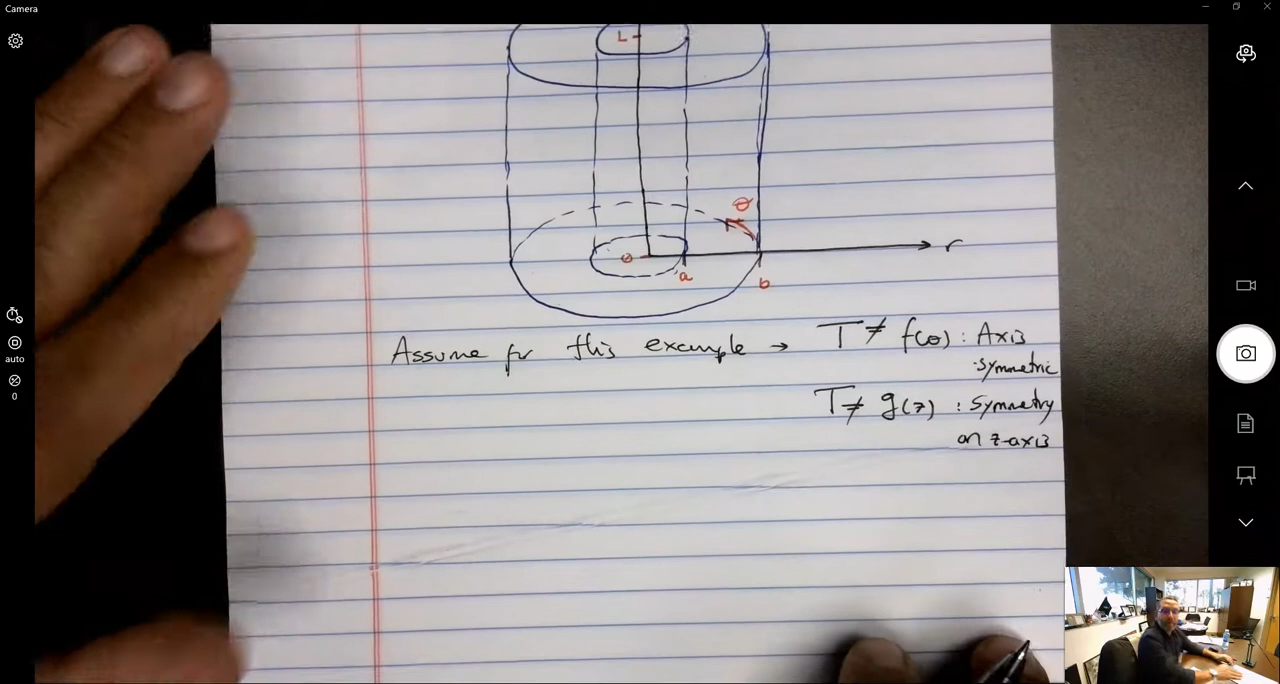 Camera
L
θ
r
o
a
b
Assume for this example → T ≠ f(θ) : Axis
symmetric
T ≠ g(z) : Symmetry
on z-axis
auto
0